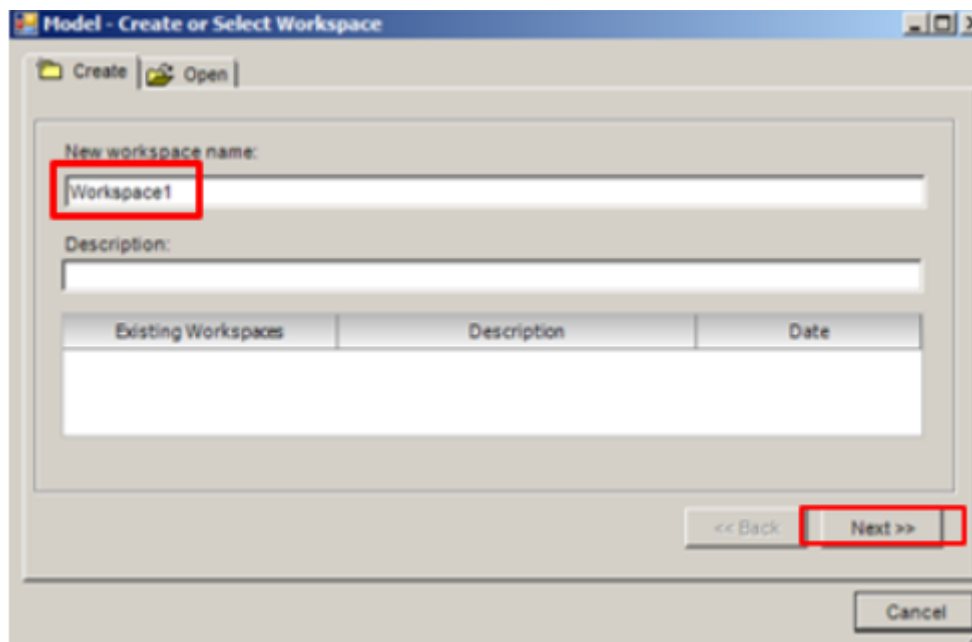 Model - Create or Select Workspace
Create Open
New workspace name:
Workspace1
Description:
Existing Workspaces Description Date
<< Back Next >>
Cancel